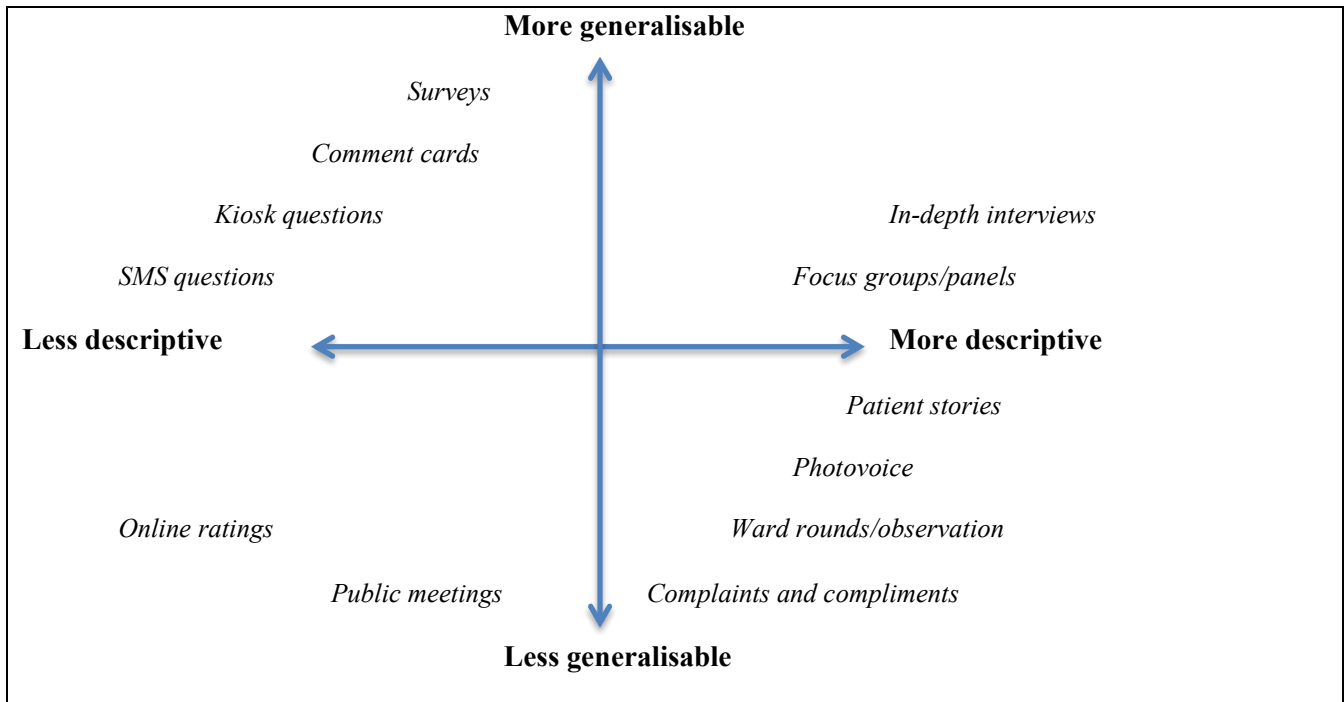 More generalisable
Surveys
Comment cards
Kiosk questions
In-depth interviews
SMS questions
Focus groups/panels
Less descriptive
More descriptive
Patient stories
Photovoice
Online ratings
Ward rounds/observation
Public meetings
Complaints and compliments
Less generalisable